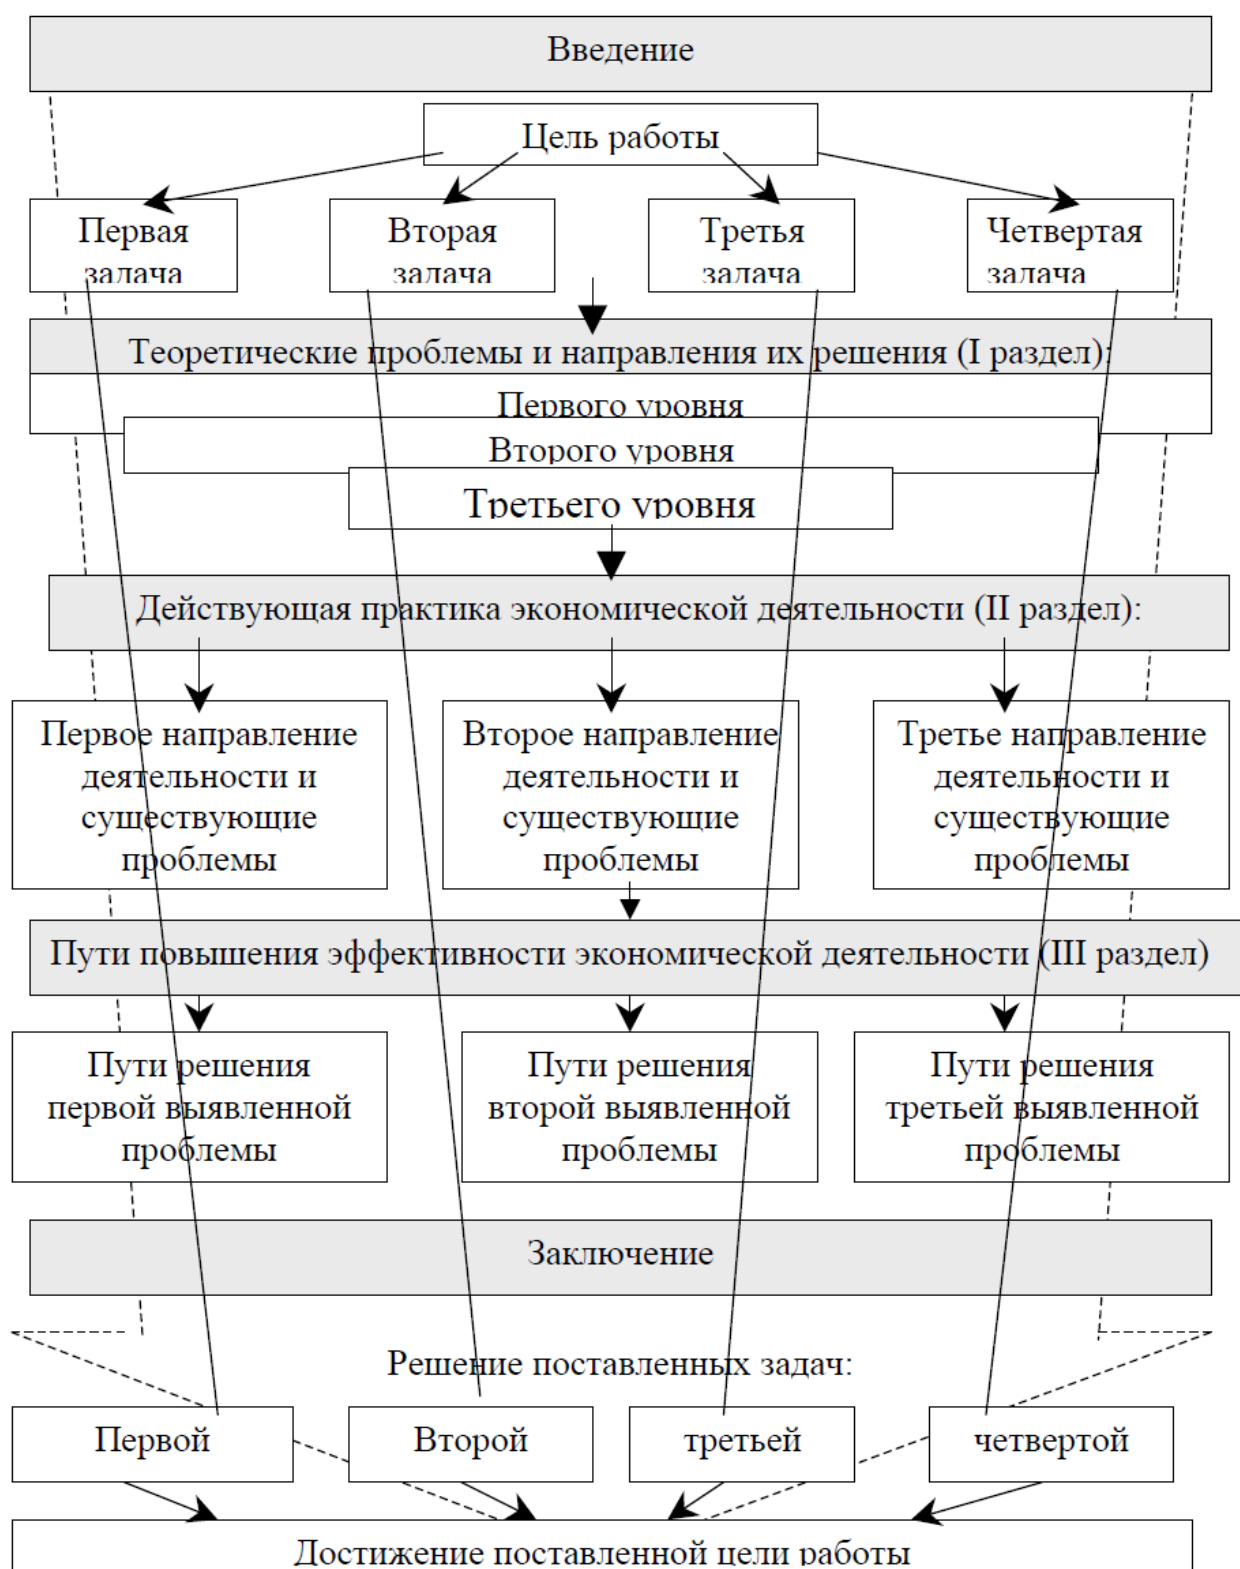 Введение
Цель работы
Первая
задача
Вторая
задача
Третья
задача
Четвертая
задача
Теоретические проблемы и направления их решения (I раздел):
Первого уровня
Второго уровня
Третьего уровня
Действующая практика экономической деятельности (II раздел):
Первое направление
деятельности и
существующие
проблемы
Второе направление
деятельности и
существующие
проблемы
Третье направление
деятельности и
существующие
проблемы
Пути повышения эффективности экономической деятельности (III раздел)
Пути решения
первой выявленной
проблемы
Пути решения
второй выявленной
проблемы
Пути решения
третьей выявленной
проблемы
Заключение
Решение поставленных задач:
Первой
Второй
третьей
четвертой
Достижение поставленной цели работы